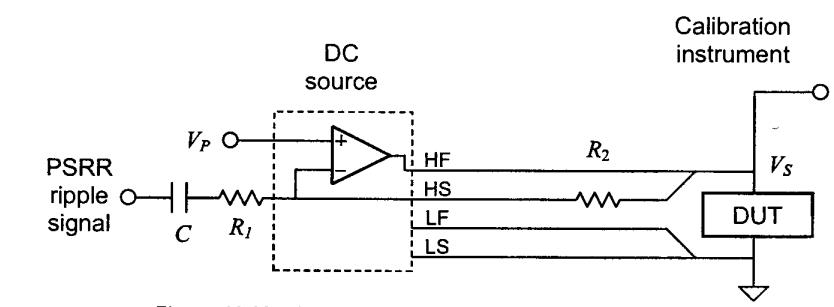 Calibration
instrument
DC
source
V_P
+
−
HF
R_2
V_S
PSRR
ripple
signal
HS
C
R_1
LF
DUT
LS